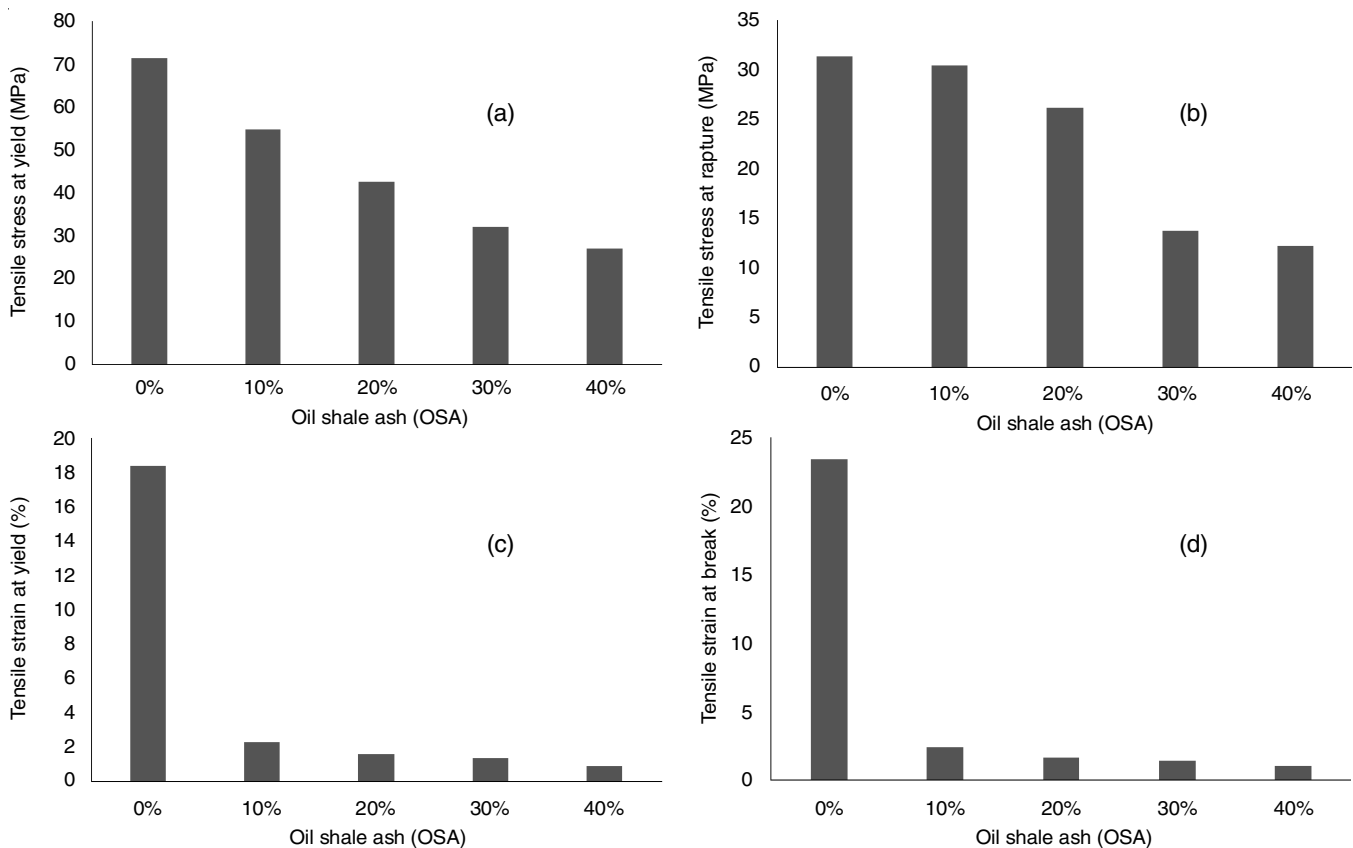 80
70
60
50
40
30
20
10
0
Tensile stress at yield (MPa)
(a)
0% 10% 20% 30% 40%
Oil shale ash (OSA)
35
30
25
20
15
10
5
0
Tensile stress at rapture (MPa)
(b)
0% 10% 20% 30% 40%
Oil shale ash (OSA)
20
18
16
14
12
10
8
6
4
2
0
Tensile strain at yield (%)
(c)
0% 10% 20% 30% 40%
Oil shale ash (OSA)
25
20
15
10
5
0
Tensile strain at break (%)
(d)
0% 10% 20% 30% 40%
Oil shale ash (OSA)